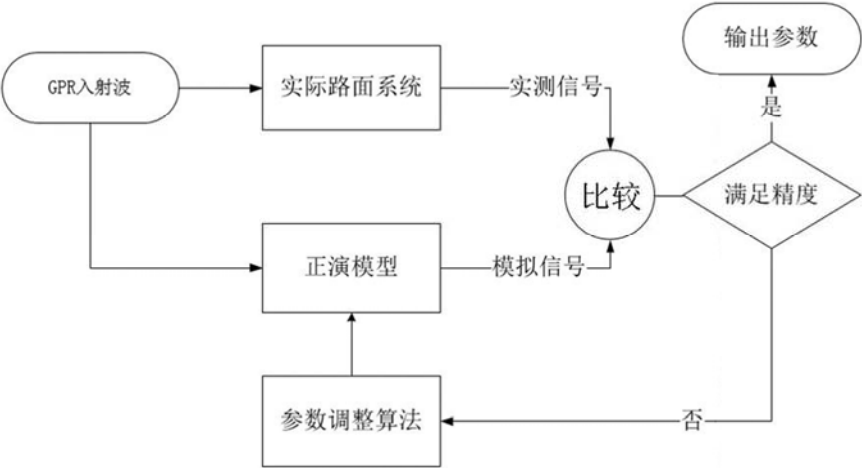 输出参数
GPR入射波
实际路面系统
实测信号
是
比较
满足精度
正演模型
模拟信号
参数调整算法
否